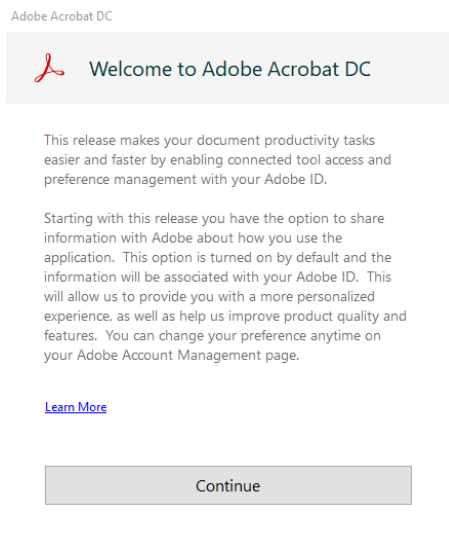 Adobe Acrobat DC
Welcome to Adobe Acrobat DC
This release makes your document productivity tasks
easier and faster by enabling connected tool access and
preference management with your Adobe ID.
Starting with this release you have the option to share
information with Adobe about how you use the
application.  This option is turned on by default and the
information will be associated with your Adobe ID.  This
will allow us to provide you with a more personalized
experience, as well as help us improve product quality and
features.  You can change your preference anytime on
your Adobe Account Management page.
Learn More
Continue